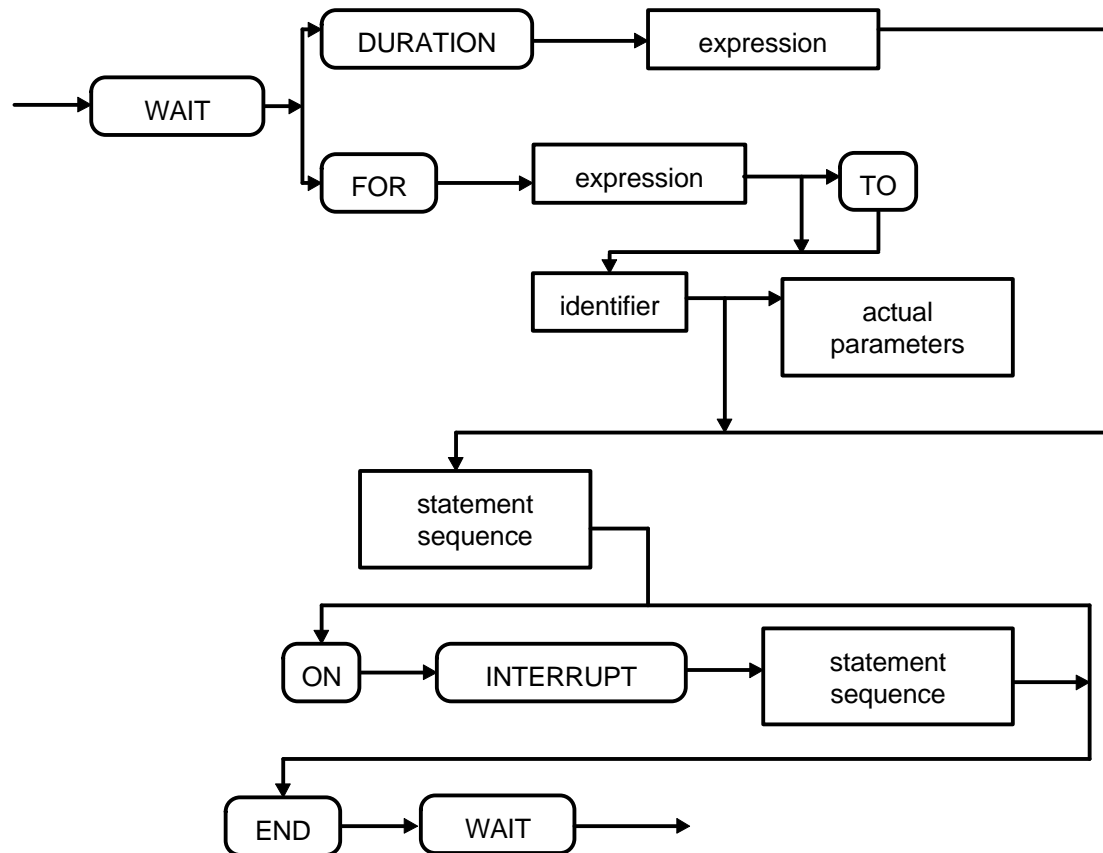 DURATION
expression
WAIT
FOR
expression
TO
identifier
actual
parameters
statement
sequence
ON
INTERRUPT
statement
sequence
END
WAIT